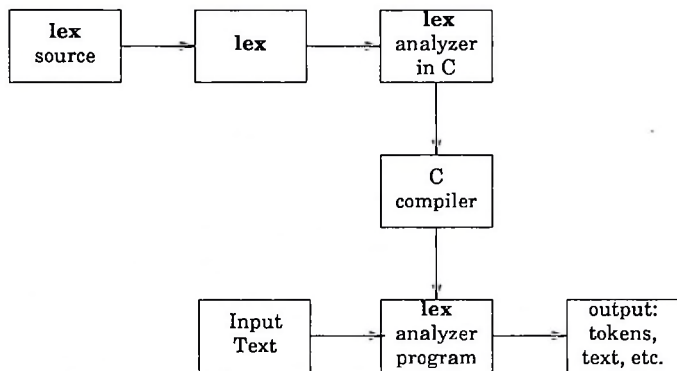 lex
source
lex
lex
analyzer
in C
C
compiler
Input
Text
lex
analyzer
program
output:
tokens,
text, etc.